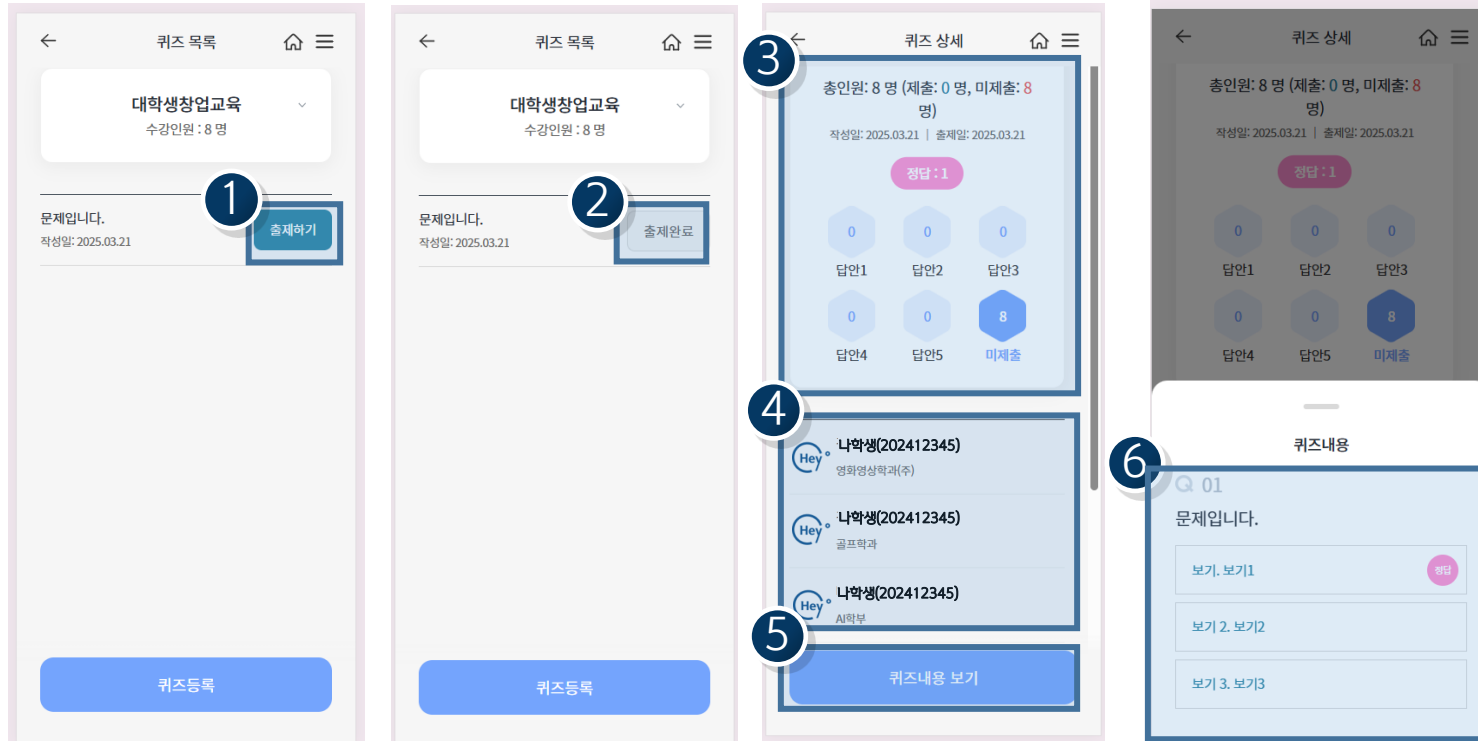 퀴즈 목록
대학생창업교육
수강인원 : 8 명
1
문제입니다.
작성일: 2025.03.21
출제하기
퀴즈등록
퀴즈 목록
대학생창업교육
수강인원 : 8 명
2
문제입니다.
작성일: 2025.03.21
출제완료
퀴즈등록
3
퀴즈 상세
총인원: 8 명 (제출: 0 명, 미제출: 8
명)
작성일: 2025.03.21 | 출제일: 2025.03.21
정답 : 1
0 0 0
답안1 답안2 답안3
0 0 8
답안4 답안5 미제출
4
Hey
나학생(202412345)
영화영상학과(주)
Hey
나학생(202412345)
골프학과
Hey
나학생(202412345)
AI학부
5
퀴즈내용 보기
퀴즈 상세
총인원: 8 명 (제출: 0 명, 미제출: 8
명)
작성일: 2025.03.21 | 출제일: 2025.03.21
정답 : 1
0 0 0
답안1 답안2 답안3
0 0 8
답안4 답안5 미제출
퀴즈내용
6
Q 01
문제입니다.
보기. 보기1
정답
보기 2. 보기2
보기 3. 보기3